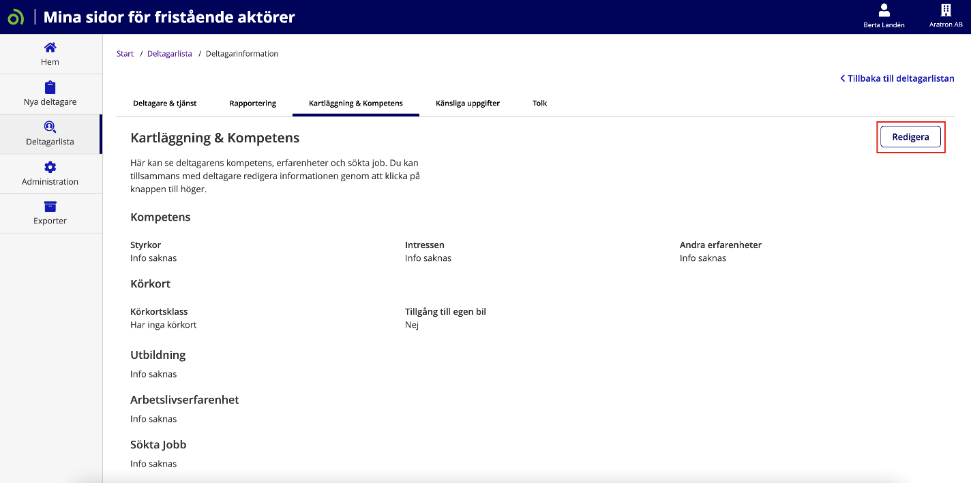 Mina sidor för fristående aktörer
Berta Landén
Aratron AB
Hem
Nya deltagare
Deltagarlista
Administration
Exporter
Start / Deltagarlista / Deltagarinformation
Tillbaka till deltagarlistan
Deltagare & tjänst Rapportering Kartläggning & Kompetens Känsliga uppgifter Tolk
Kartläggning & Kompetens
Redigera
Här kan se deltagarens kompetens, erfarenheter och sökta job. Du kan
tillsammans med deltagare redigera informationen genom att klicka på
knappen till höger.
Kompetens
Styrkor Intressen Andra erfarenheter
Info saknas Info saknas Info saknas
Körkort
Körkortsklass Tillgång till egen bil
Har inga körkort Nej
Utbildning
Info saknas
Arbetslivserfarenhet
Info saknas
Sökta Jobb
Info saknas